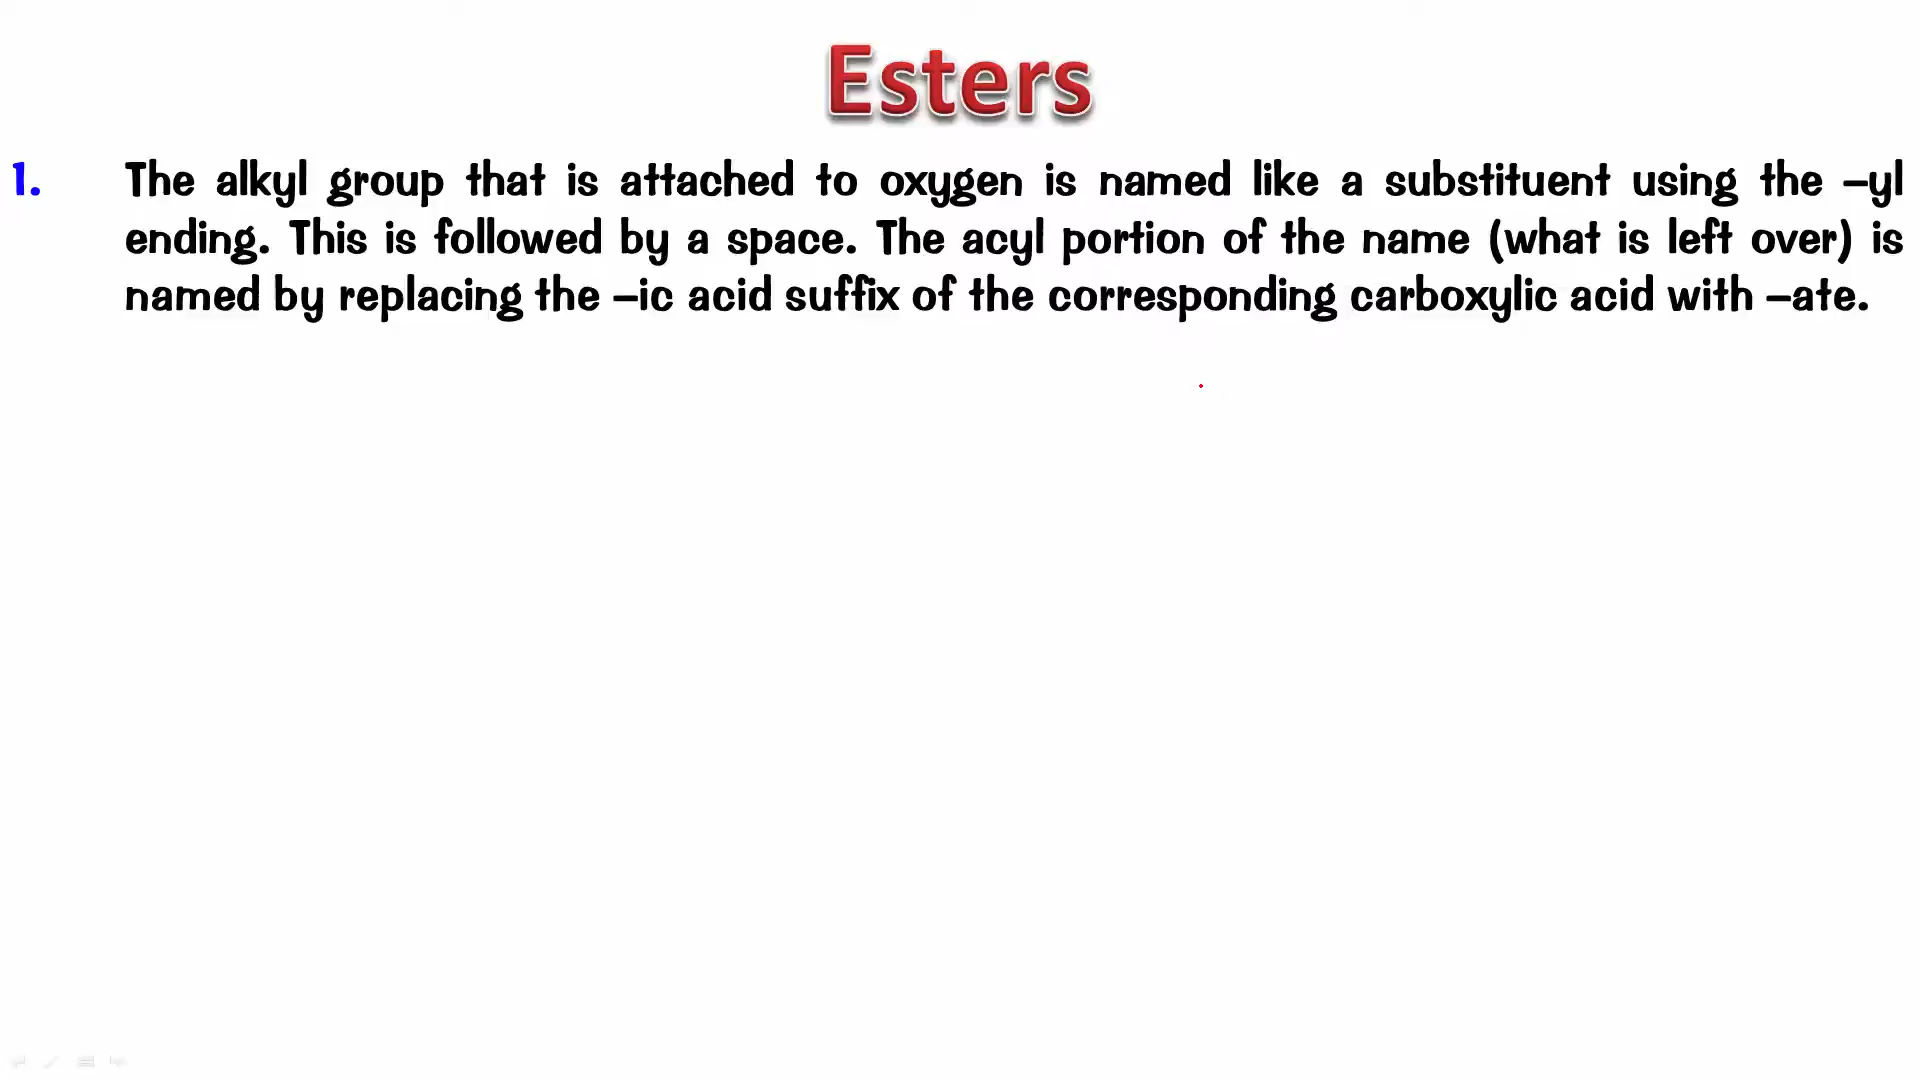 Esters
1. The alkyl group that is attached to oxygen is named like a substituent using the –yl
ending. This is followed by a space. The acyl portion of the name (what is left over) is
named by replacing the –ic acid suffix of the corresponding carboxylic acid with –ate.